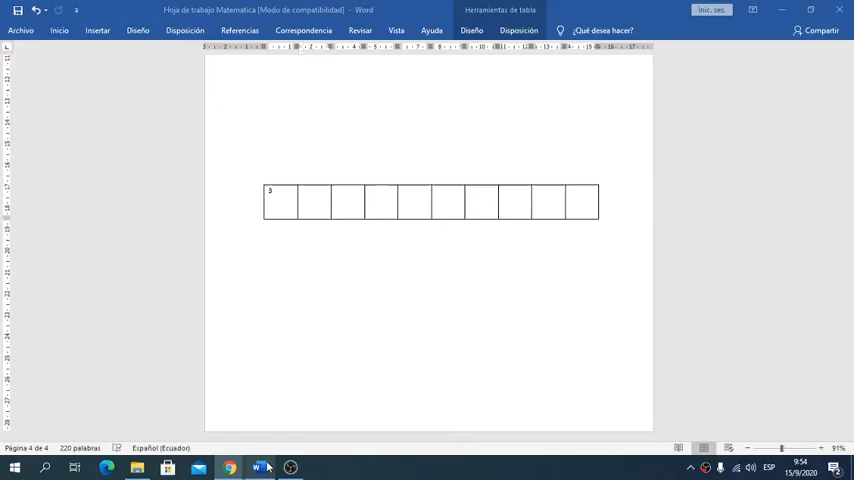 Hoja de trabajo Matematica [Modo de compatibilidad] - Word
Herramientas de tabla
Inic. ses.
Archivo Inicio Insertar Diseño Disposición Referencias Correspondencia Revisar Vista Ayuda Diseño Disposición ¿Qué desea hacer? Compartir
3
Página 4 de 4 220 palabras Español (Ecuador) 91%
ESP
9:54
15/9/2020